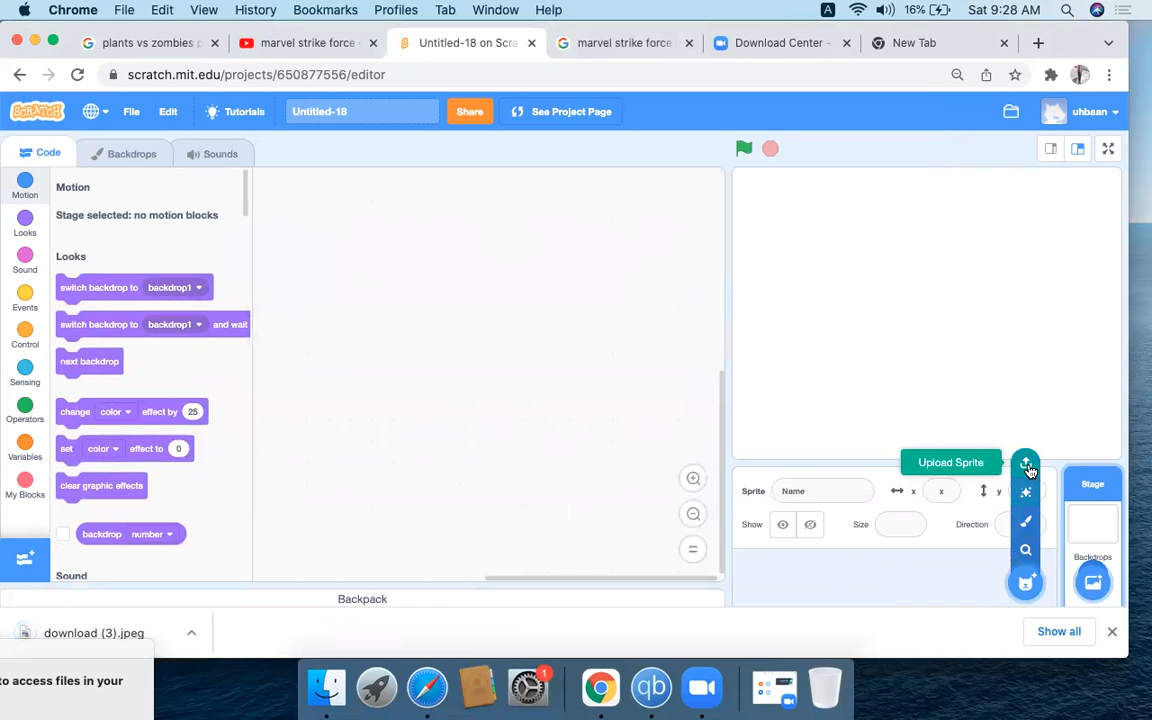 Chrome File Edit View History Bookmarks Profiles Tab Window Help A 16% Sat 9:28 AM
plants vs zombies p × marvel strike force × Untitled-18 on Scra × marvel strike force × Download Center - × New Tab × +
scratch.mit.edu/projects/650877556/editor
SCRATCH File Edit Tutorials Untitled-18 Share See Project Page uhbaan
Code Backdrops Sounds
Motion
Looks
Sound
Events
Control
Sensing
Operators
Variables
My Blocks
Motion
Stage selected: no motion blocks
Looks
switch backdrop to backdrop1
switch backdrop to backdrop1 and wait
next backdrop
change color effect by 25
set color effect to 0
clear graphic effects
backdrop number
Sound
Upload Sprite
Sprite Name x x y
Show Size Direction
Stage
Backdrops
Backpack
download (3).jpeg
Show all
to access files in your
1
qb